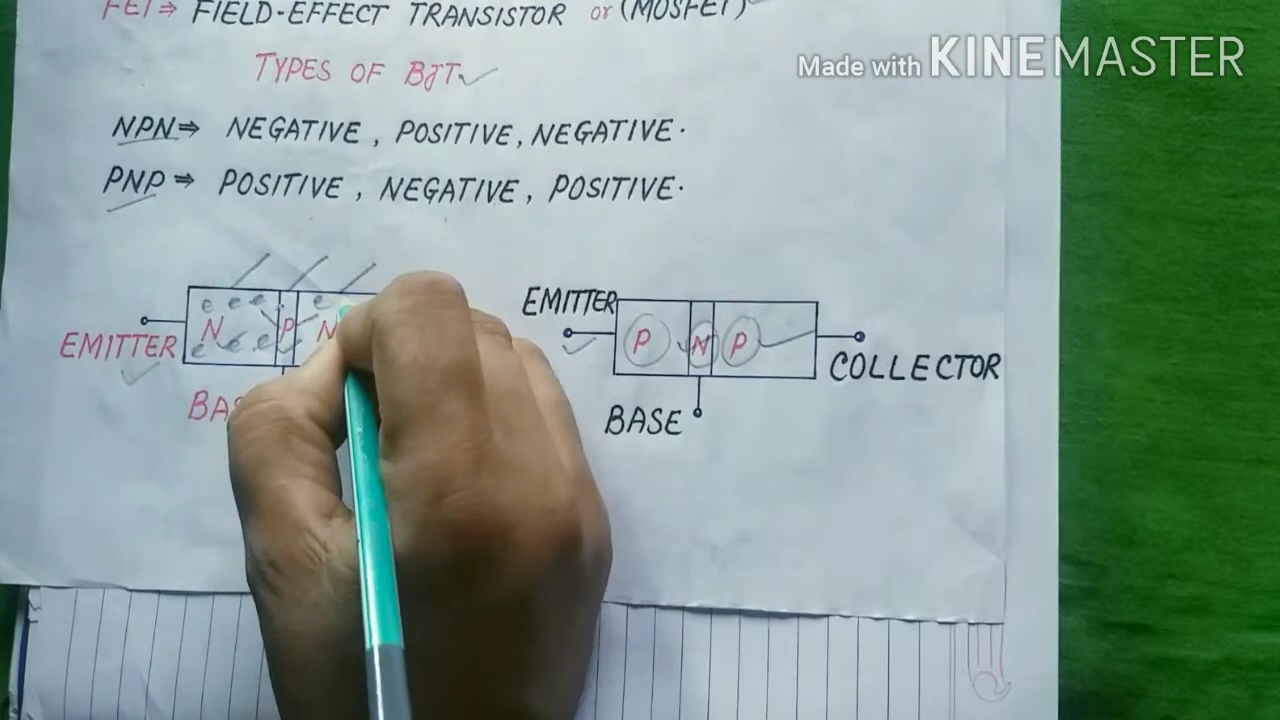 FET ⇒ FIELD-EFFECT TRANSISTOR or (MOSFET)
Made with KINEMASTER
TYPES OF BJT
NPN ⇒ NEGATIVE, POSITIVE, NEGATIVE.
PNP ⇒ POSITIVE, NEGATIVE, POSITIVE.
EMITTER
e e e e
N P N
e e e
EMITTER
P N P
COLLECTOR
BASE